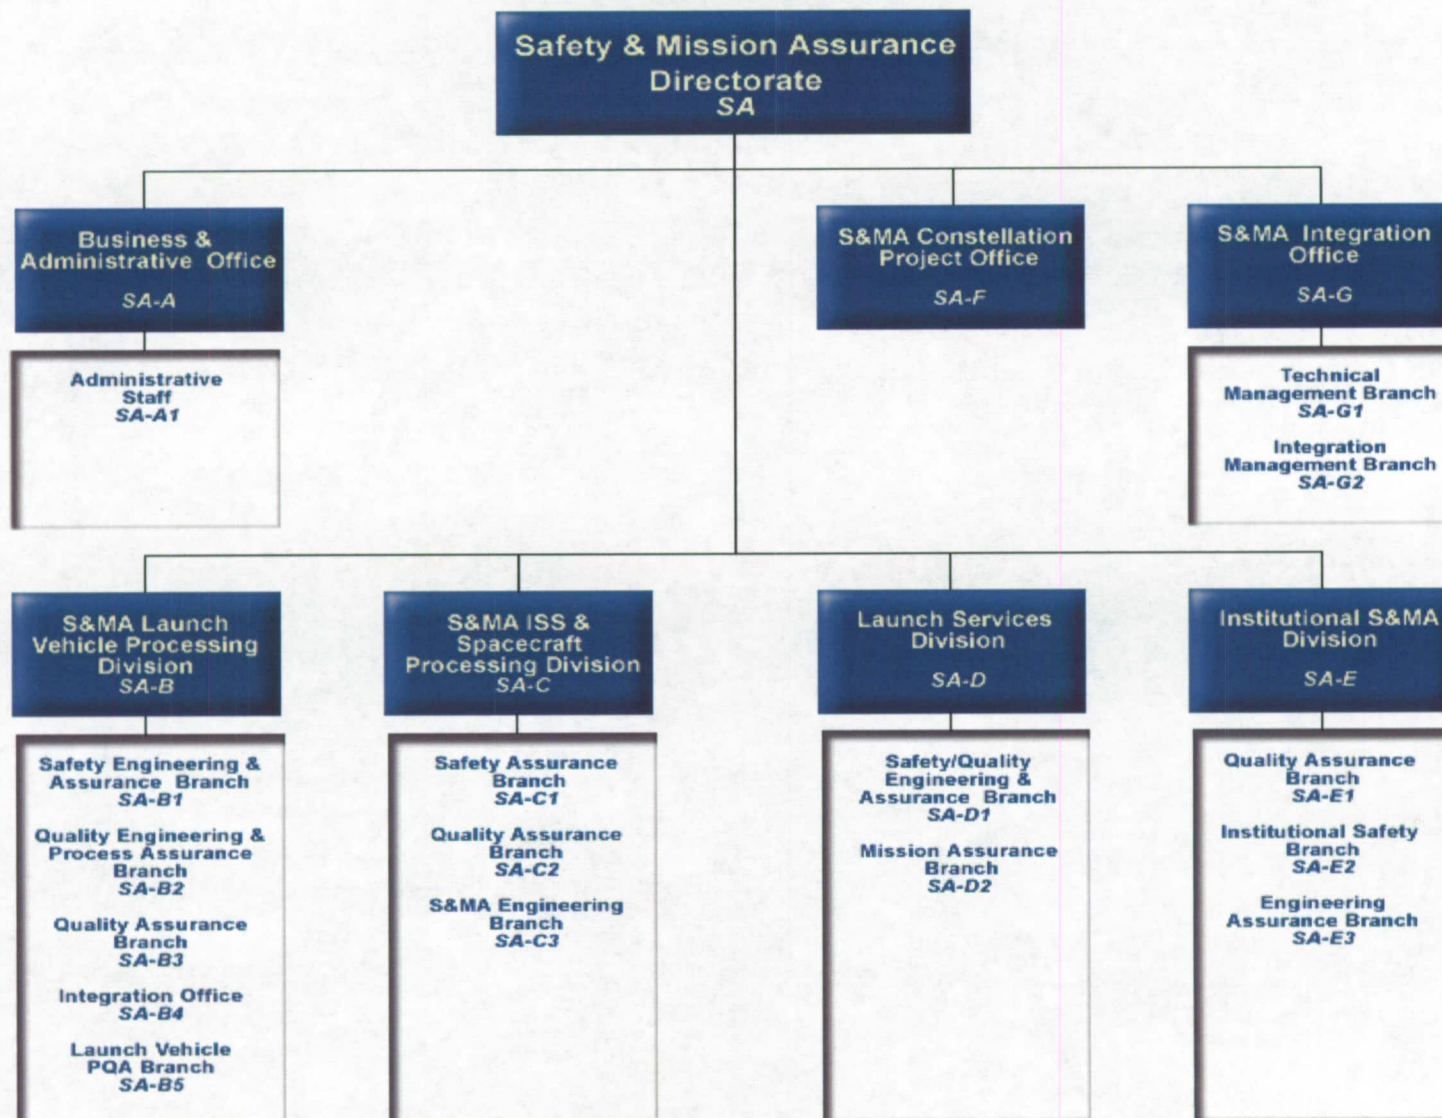 Safety & Mission Assurance
Directorate
SA
Business &
Administrative Office
SA-A
S&MA Constellation
Project Office
SA-F
S&MA Integration
Office
SA-G
Administrative
Staff
SA-A1
Technical
Management Branch
SA-G1
Integration
Management Branch
SA-G2
S&MA Launch
Vehicle Processing
Division
SA-B
S&MA ISS &
Spacecraft
Processing Division
SA-C
Launch Services
Division
SA-D
Institutional S&MA
Division
SA-E
Safety Engineering &
Assurance Branch
SA-B1
Quality Engineering &
Process Assurance
Branch
SA-B2
Quality Assurance
Branch
SA-B3
Integration Office
SA-B4
Launch Vehicle
PQA Branch
SA-B5
Safety Assurance
Branch
SA-C1
Quality Assurance
Branch
SA-C2
S&MA Engineering
Branch
SA-C3
Safety/Quality
Engineering &
Assurance Branch
SA-D1
Mission Assurance
Branch
SA-D2
Quality Assurance
Branch
SA-E1
Institutional Safety
Branch
SA-E2
Engineering
Assurance Branch
SA-E3